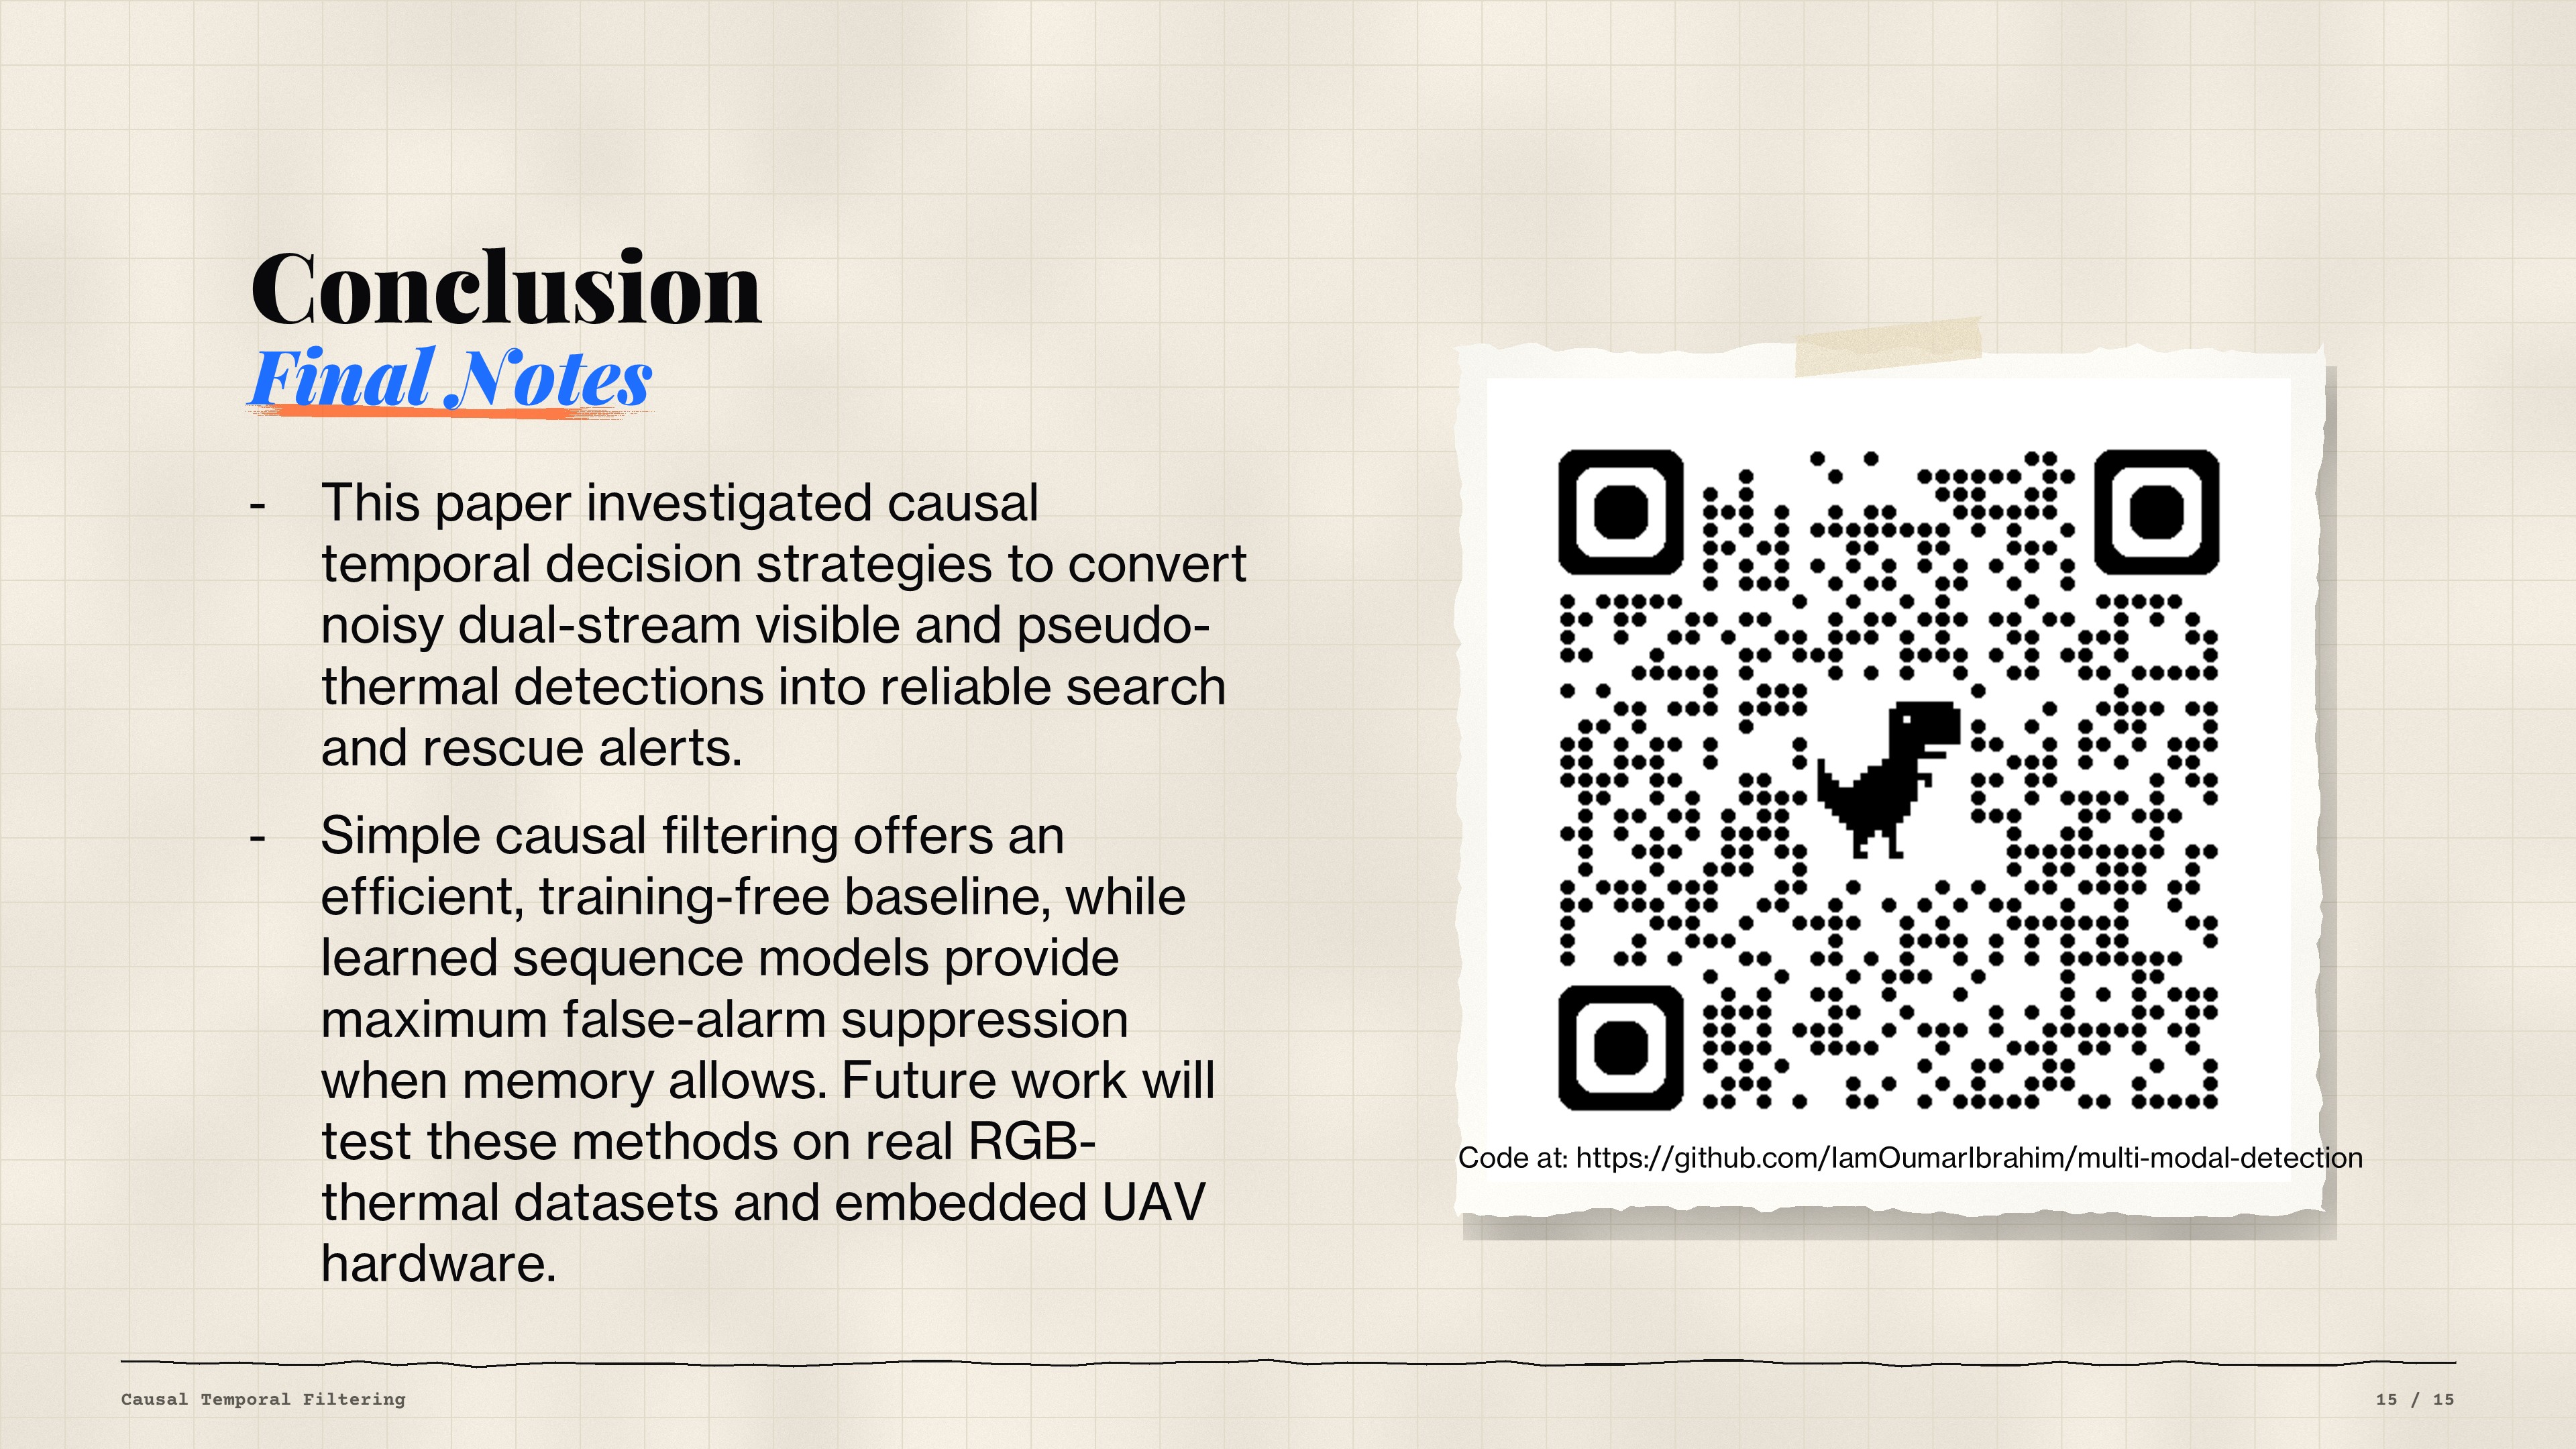 Conclusion
Final Notes
- This paper investigated causal
temporal decision strategies to convert
noisy dual-stream visible and pseudo-
thermal detections into reliable search
and rescue alerts.
- Simple causal filtering offers an
efficient, training-free baseline, while
learned sequence models provide
maximum false-alarm suppression
when memory allows. Future work will
test these methods on real RGB-
thermal datasets and embedded UAV
hardware.
Code at: https://github.com/IamOumarIbrahim/multi-modal-detection
Causal Temporal Filtering
15 / 15